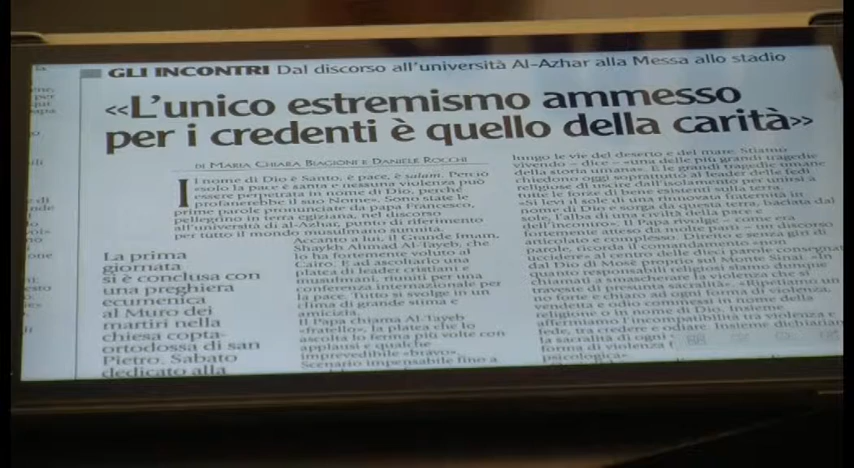 GLI INCONTRI Dal discorso all'università Al-Azhar alla Messa allo stadio
«L'unico estremismo ammesso
per i credenti è quello della carità»
DI MARIA CHIARA BIAGIONI E DANIELE ROCCHI
Il nome di Dio è Santo, è pace, è salam. Perciò
«solo la pace è santa e nessuna violenza può
essere perpetrata in nome di Dio, perché
profanerebbe il suo Nome». Sono state le
prime parole pronunciate da papa Francesco,
pellegrino in terra egiziana, nel discorso
all'università di al-Azhar, punto di riferimento
per tutto il mondo musulmano sunnita.
Accanto a lui, il Grande Imam,
Shaykh Ahmad Al-Tayeb, che
lo ha fortemente voluto al
Cairo. E ad ascoltarlo una
platea di leader cristiani e
musulmani, riuniti per una
conferenza internazionale per
la pace. Tutto si svolge in un
clima di grande stima e
amicizia.
Il Papa chiama Al-Tayeb
«fratello», la platea che lo
ascolta lo ferma più volte con
applausi e qualche
imprevedibile «bravo».
Scenario impensabile fino a
La prima
giornata
si è conclusa con
una preghiera
ecumenica
al Muro dei
martiri nella
chiesa copta-
ortodossa di san
Pietro. Sabato
dedicato alla
lungo le vie del deserto e del mare. Stiamo
vivendo – dice – «una delle più grandi tragedie
della storia umana». E le grandi tragedie umane
chiedono oggi soprattutto ai leader delle fedi
religiose di uscire dall'isolamento per unirsi a
tutte le forze di bene esistenti sulla terra.
«Si levi il sole di una rinnovata fraternità in
nome di Dio e sorga da questa terra, baciata dal
sole, l'alba di una civiltà della pace e
dell'incontro». Il Papa rivolge – come era
fortemente atteso da molte parti – un discorso
articolato e complesso. Diretto e senza giri di
parole, ricorda il comandamento «non
uccidere» al centro delle dieci parole consegnate
dal Dio di Mosè proprio sul Ponte Sinai. «In
quanto responsabili religiosi siamo dunque
chiamati a smascherare la violenza che si
traveste di presunta sacralità». «Ripetiamo un
no forte e chiaro ad ogni forma di violenza,
vendetta e odio commessi in nome della
religione o in nome di Dio. Insieme
affermiamo l'incompatibilità tra violenza e
fede, tra credere e odiare. Insieme dichiariamo
la sacralità di ogni
forma di violenza f
psicologica»